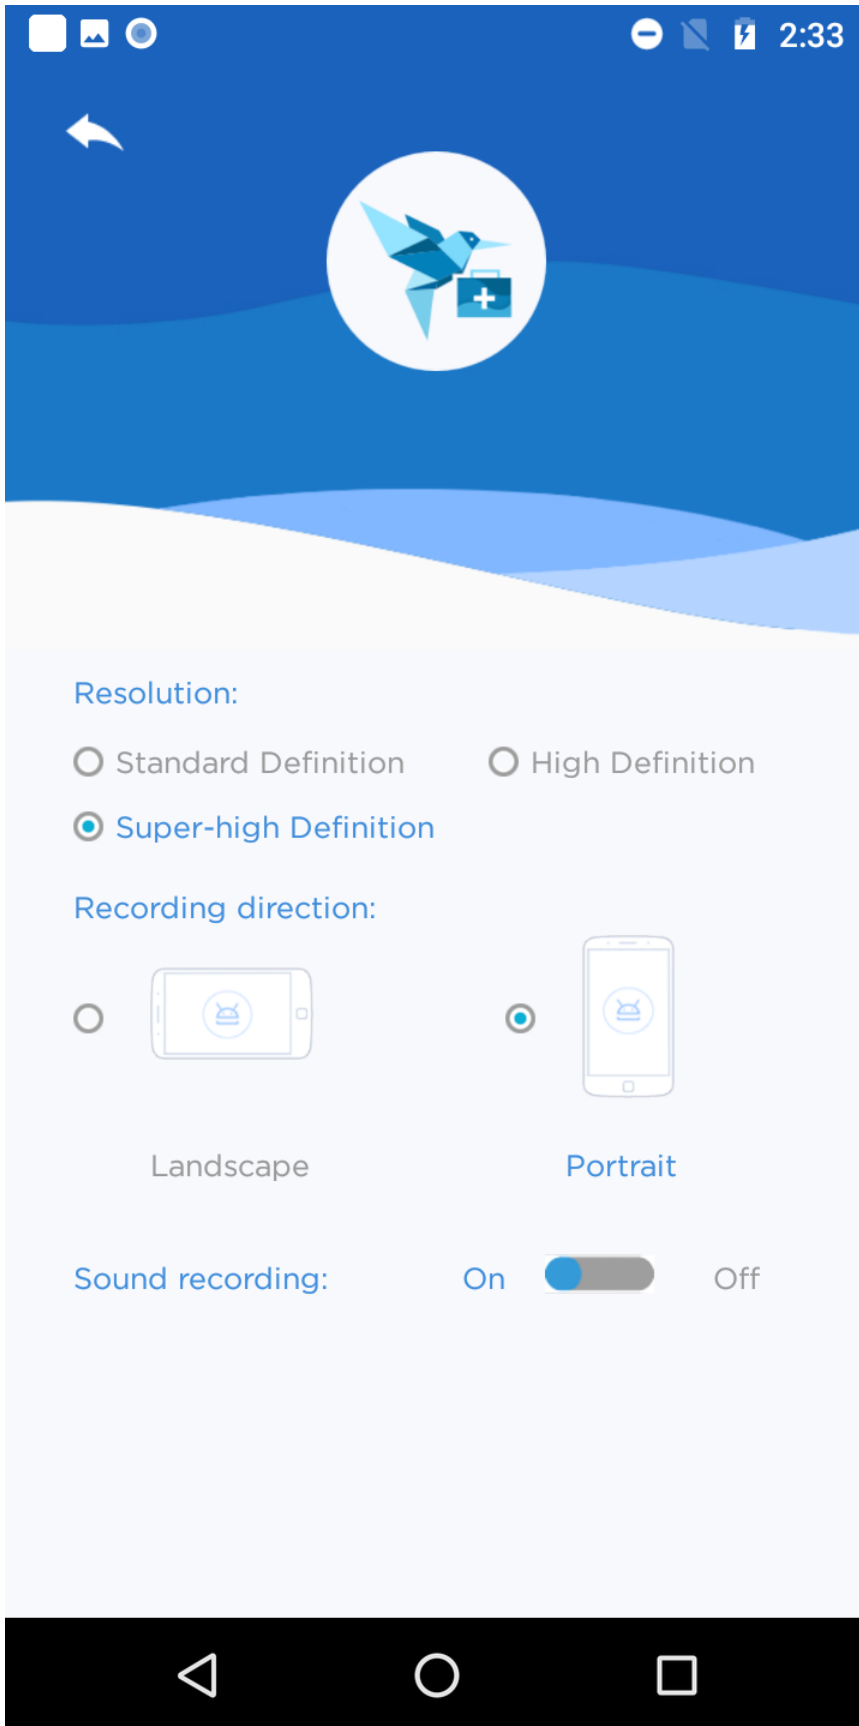 2:33
Resolution:
Standard Definition High Definition
Super-high Definition
Recording direction:
Landscape Portrait
Sound recording: On Off